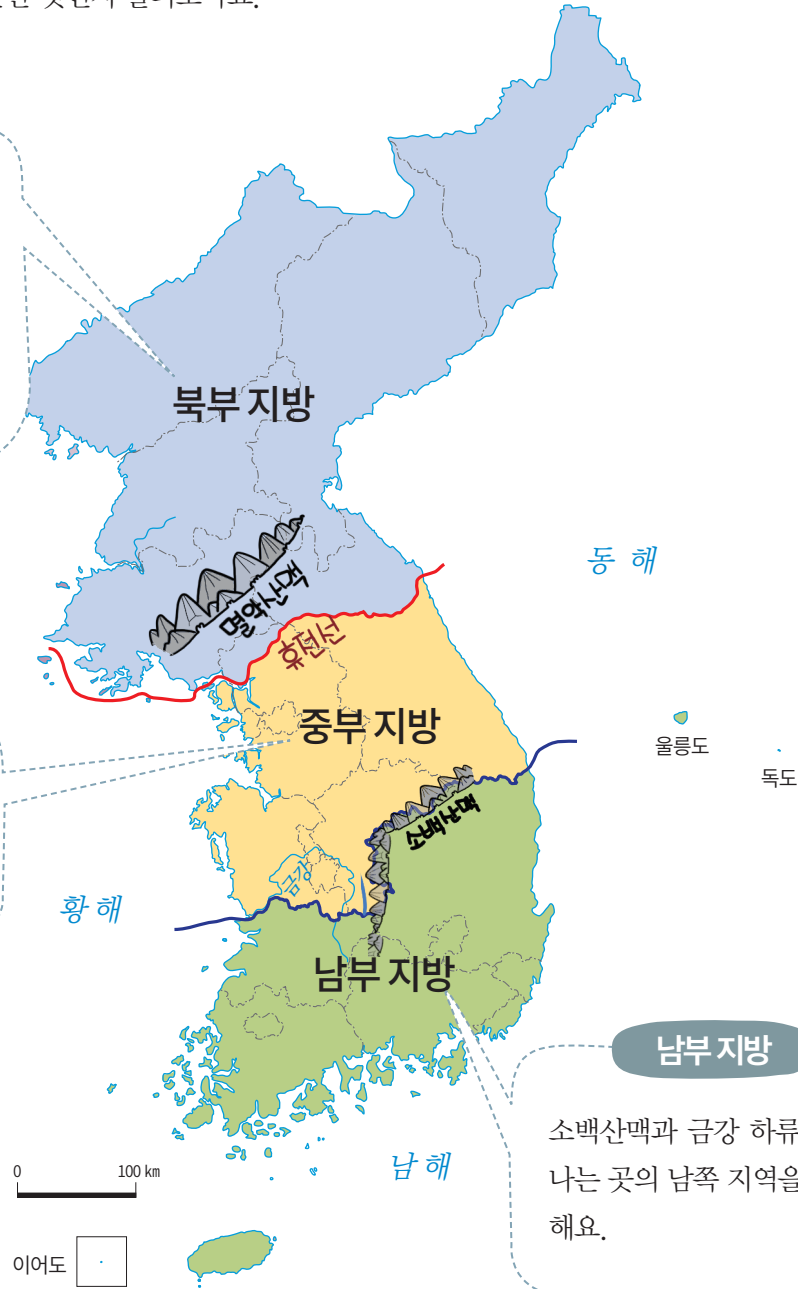 북부 지방
멸악산맥
휴전선
동해
중부 지방
울릉도
독도
소백산맥
금강
황해
남부 지방
남부 지방
소백산맥과 금강 하류
나는 곳의 남쪽 지역을
해요.
남해
0 100 km
이어도